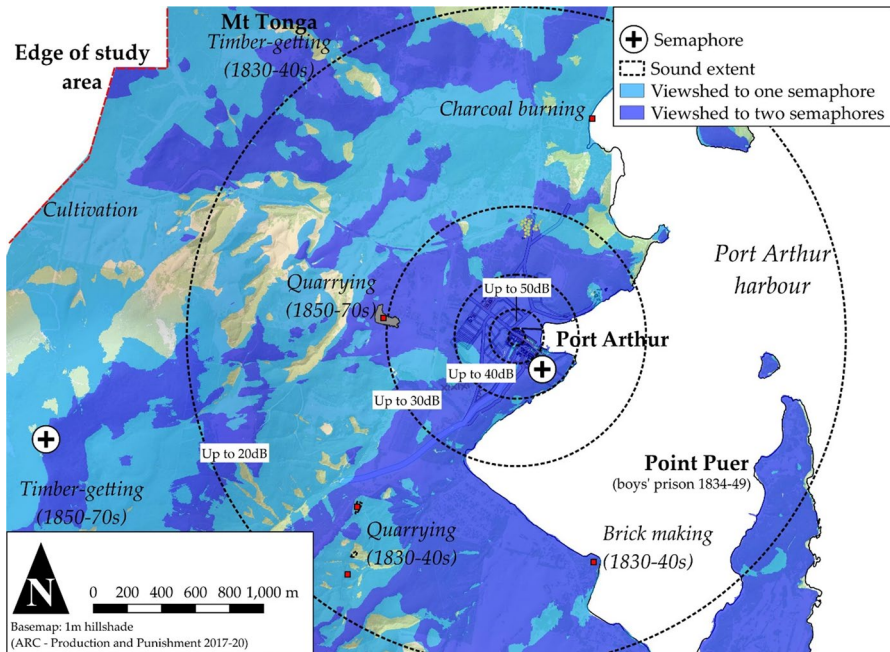 Mt Tonga
Timber-getting
(1830-40s)
Edge of study
area
Semaphore
Sound extent
Viewshed to one semaphore
Viewshed to two semaphores
Charcoal burning
Cultivation
Port Arthur
harbour
Quarrying
(1850-70s)
Up to 50dB
Port Arthur
Up to 40dB
Up to 30dB
Up to 20dB
Point Puer
(boys' prison 1834-49)
Timber-getting
(1850-70s)
Quarrying
(1830-40s)
Brick making
(1830-40s)
N
0 200 400 600 800 1,000 m
Basemap: 1m hillshade
(ARC - Production and Punishment 2017-20)